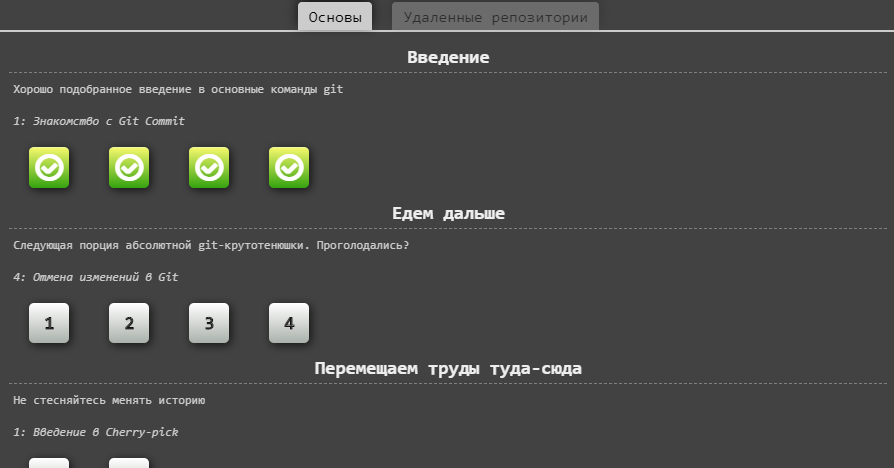 Основы Удаленные репозитории
Введение
Хорошо подобранное введение в основные команды git
1: Знакомство с Git Commit
Едем дальше
Следующая порция абсолютной git-крутотенюшки. Проголодались?
4: Отмена изменений в Git
1 2 3 4
Перемещаем труды туда-сюда
Не стесняйтесь менять историю
1: Введение в Cherry-pick